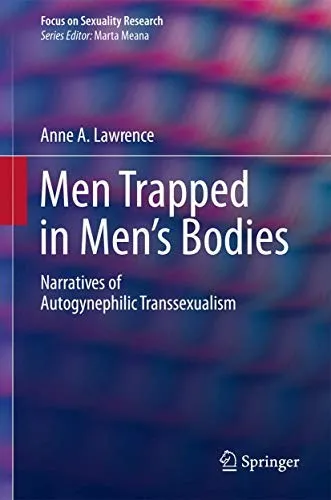 Focus on Sexuality Research
Series Editor: Marta Meana
Anne A. Lawrence
Men Trapped
in Men’s Bodies
Narratives of
Autogynephilic Transsexualism
Springer